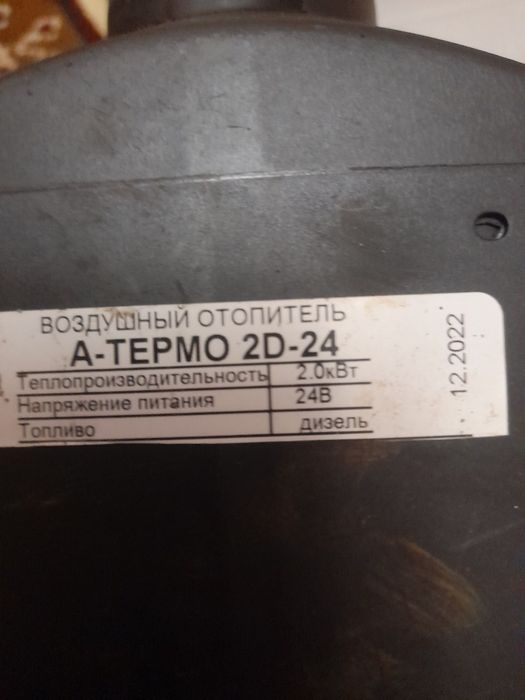 ВОЗДУШНЫЙ ОТОПИТЕЛЬ
А-ТЕРМО 2D-24
Теплопроизводительность 2.0кВт
Напряжение питания 24В
Топливо дизель
12.2022